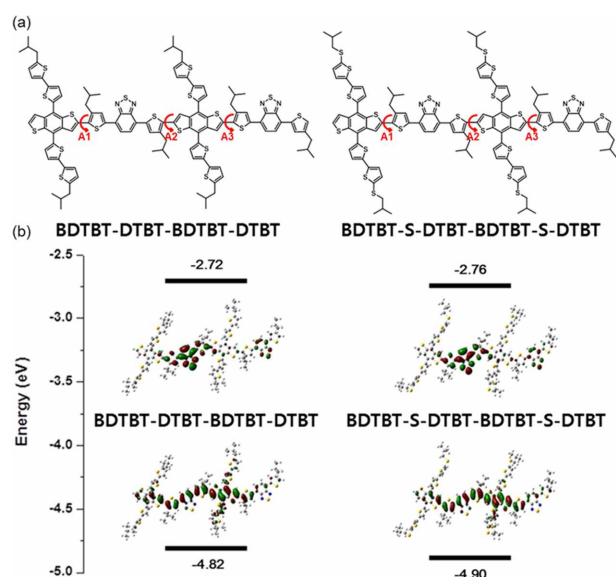 (a)
A1 A2 A3
A1 A2 A3
BDTBT-DTBT-BDTBT-DTBT
BDTBT-S-DTBT-BDTBT-S-DTBT
(b)
Energy (eV)
-2.5
-3.0
-3.5
-4.0
-4.5
-5.0
-2.72
-2.76
BDTBT-DTBT-BDTBT-DTBT
BDTBT-S-DTBT-BDTBT-S-DTBT
-4.82
-4.90